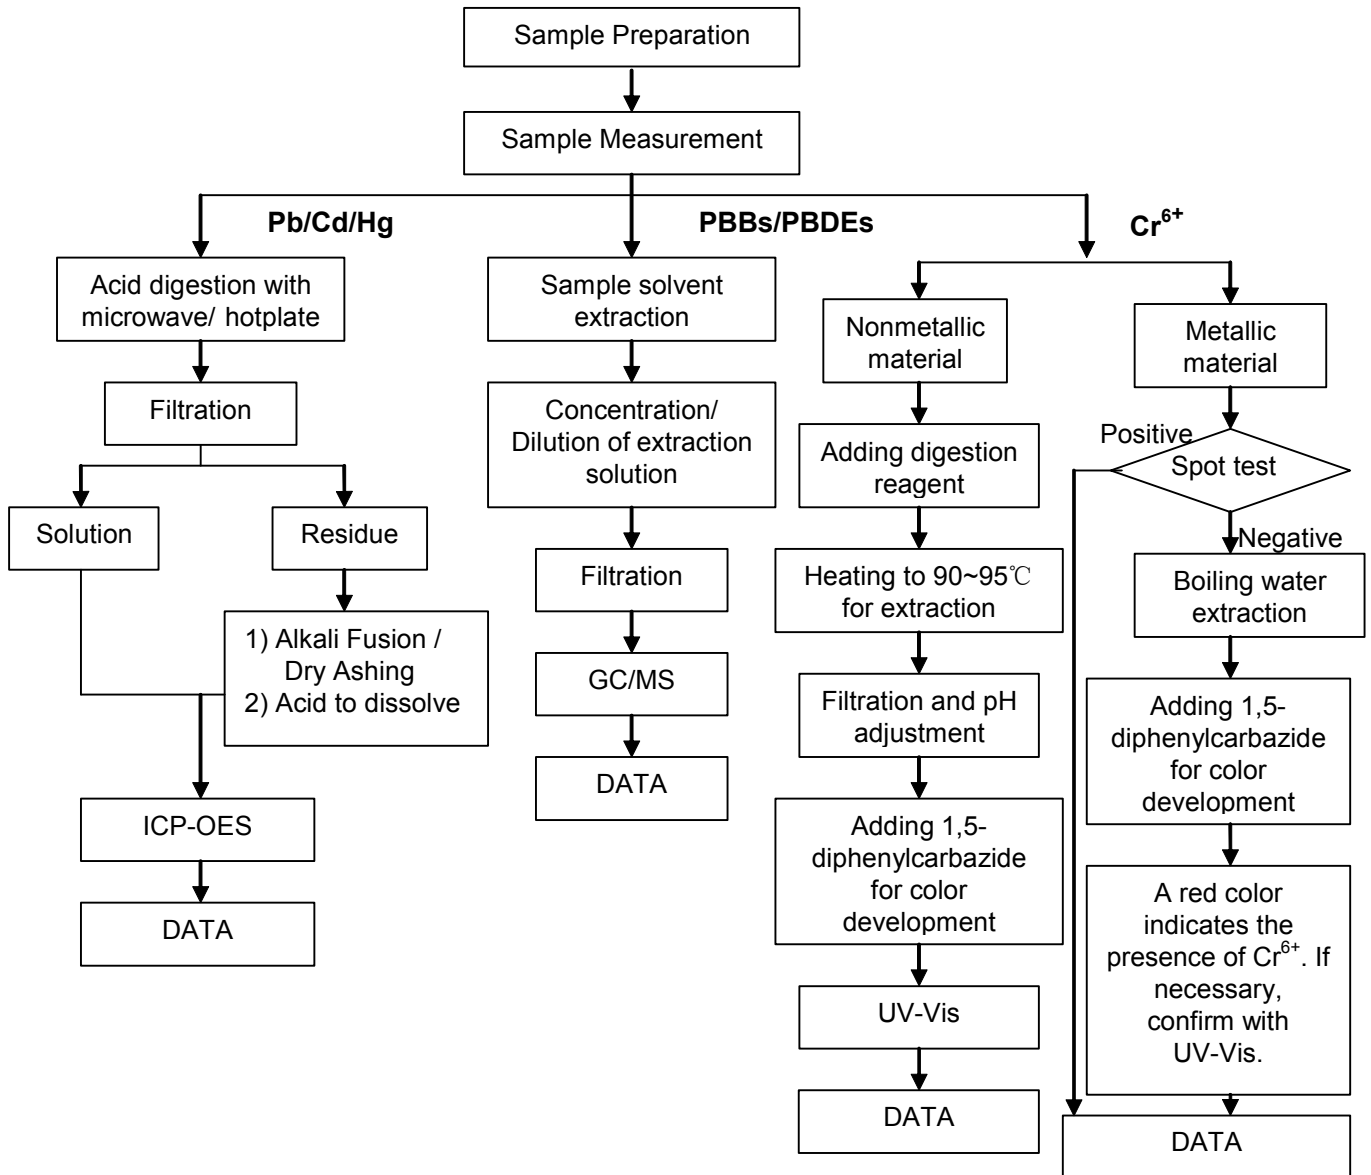 Sample Preparation
Sample Measurement
Pb/Cd/Hg
PBBs/PBDEs
Cr⁶⁺
Acid digestion with
microwave/ hotplate
Filtration
Solution
Residue
1) Alkali Fusion /
Dry Ashing
2) Acid to dissolve
ICP-OES
DATA
Sample solvent
extraction
Concentration/
Dilution of extraction
solution
Filtration
GC/MS
DATA
Nonmetallic
material
Adding digestion
reagent
Heating to 90~95℃
for extraction
Filtration and pH
adjustment
Adding 1,5-
diphenylcarbazide
for color
development
UV-Vis
DATA
Metallic
material
Positive
Spot test
Negative
Boiling water
extraction
Adding 1,5-
diphenylcarbazide
for color
development
A red color
indicates the
presence of Cr⁶⁺. If
necessary,
confirm with
UV-Vis.
DATA